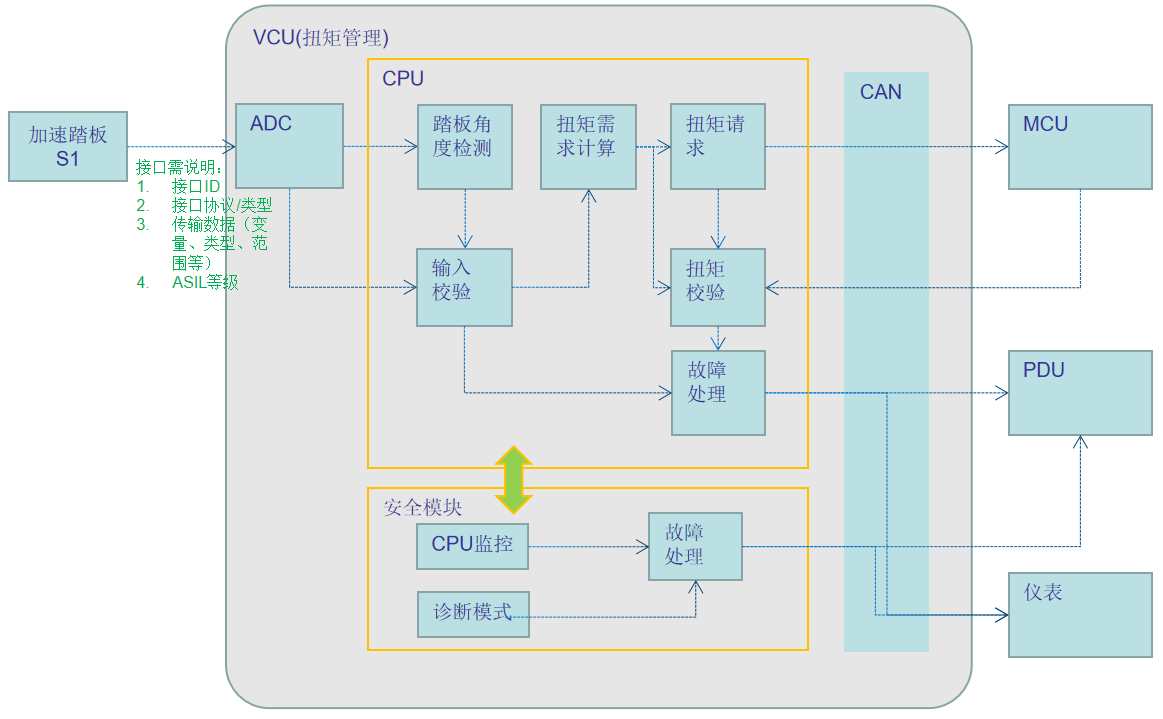 VCU(扭矩管理)
CPU
CAN
加速踏板
S1
ADC
踏板角
度检测
扭矩需
求计算
扭矩请
求
MCU
接口需说明：
1. 接口ID
2. 接口协议/类型
3. 传输数据（变
量、类型、范
围等）
4. ASIL等级
输入
校验
扭矩
校验
故障
处理
PDU
安全模块
CPU监控
故障
处理
诊断模式
仪表